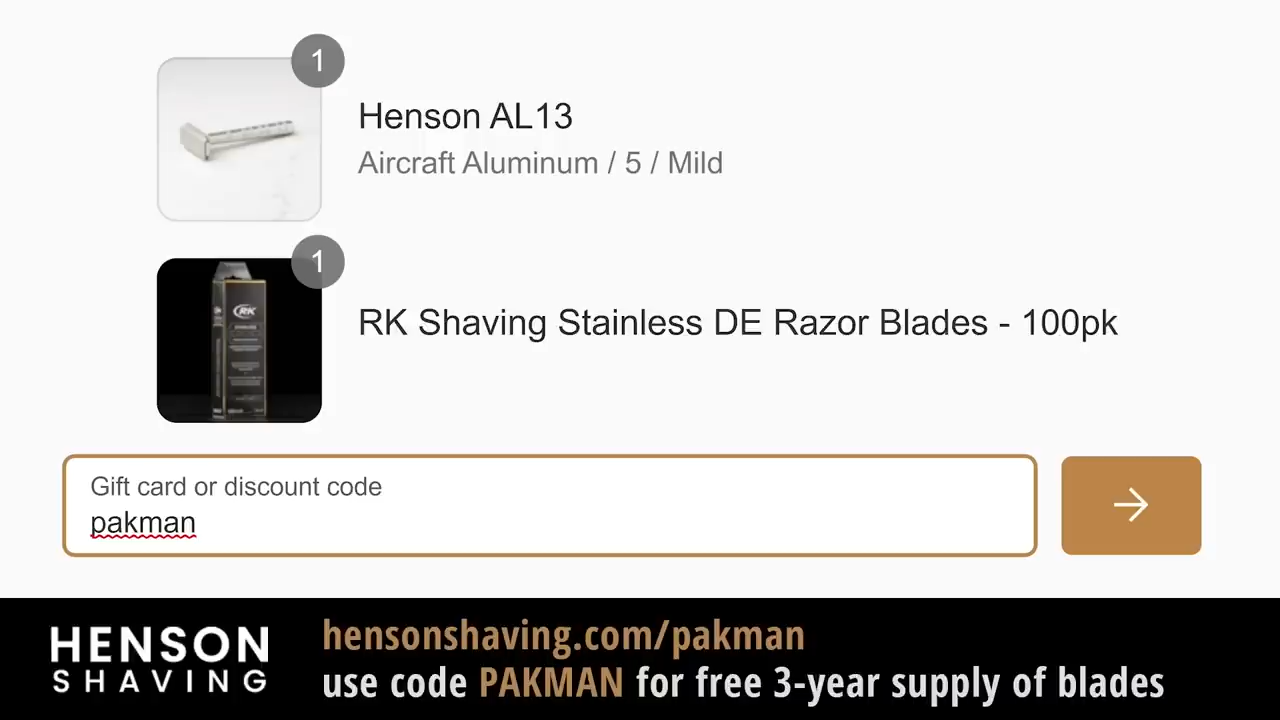 1
Henson AL13
Aircraft Aluminum / 5 / Mild
1
RK
RK Shaving Stainless DE Razor Blades - 100pk
Gift card or discount code
pakman
HENSON
SHAVING
hensonshaving.com/pakman
use code PAKMAN for free 3-year supply of blades